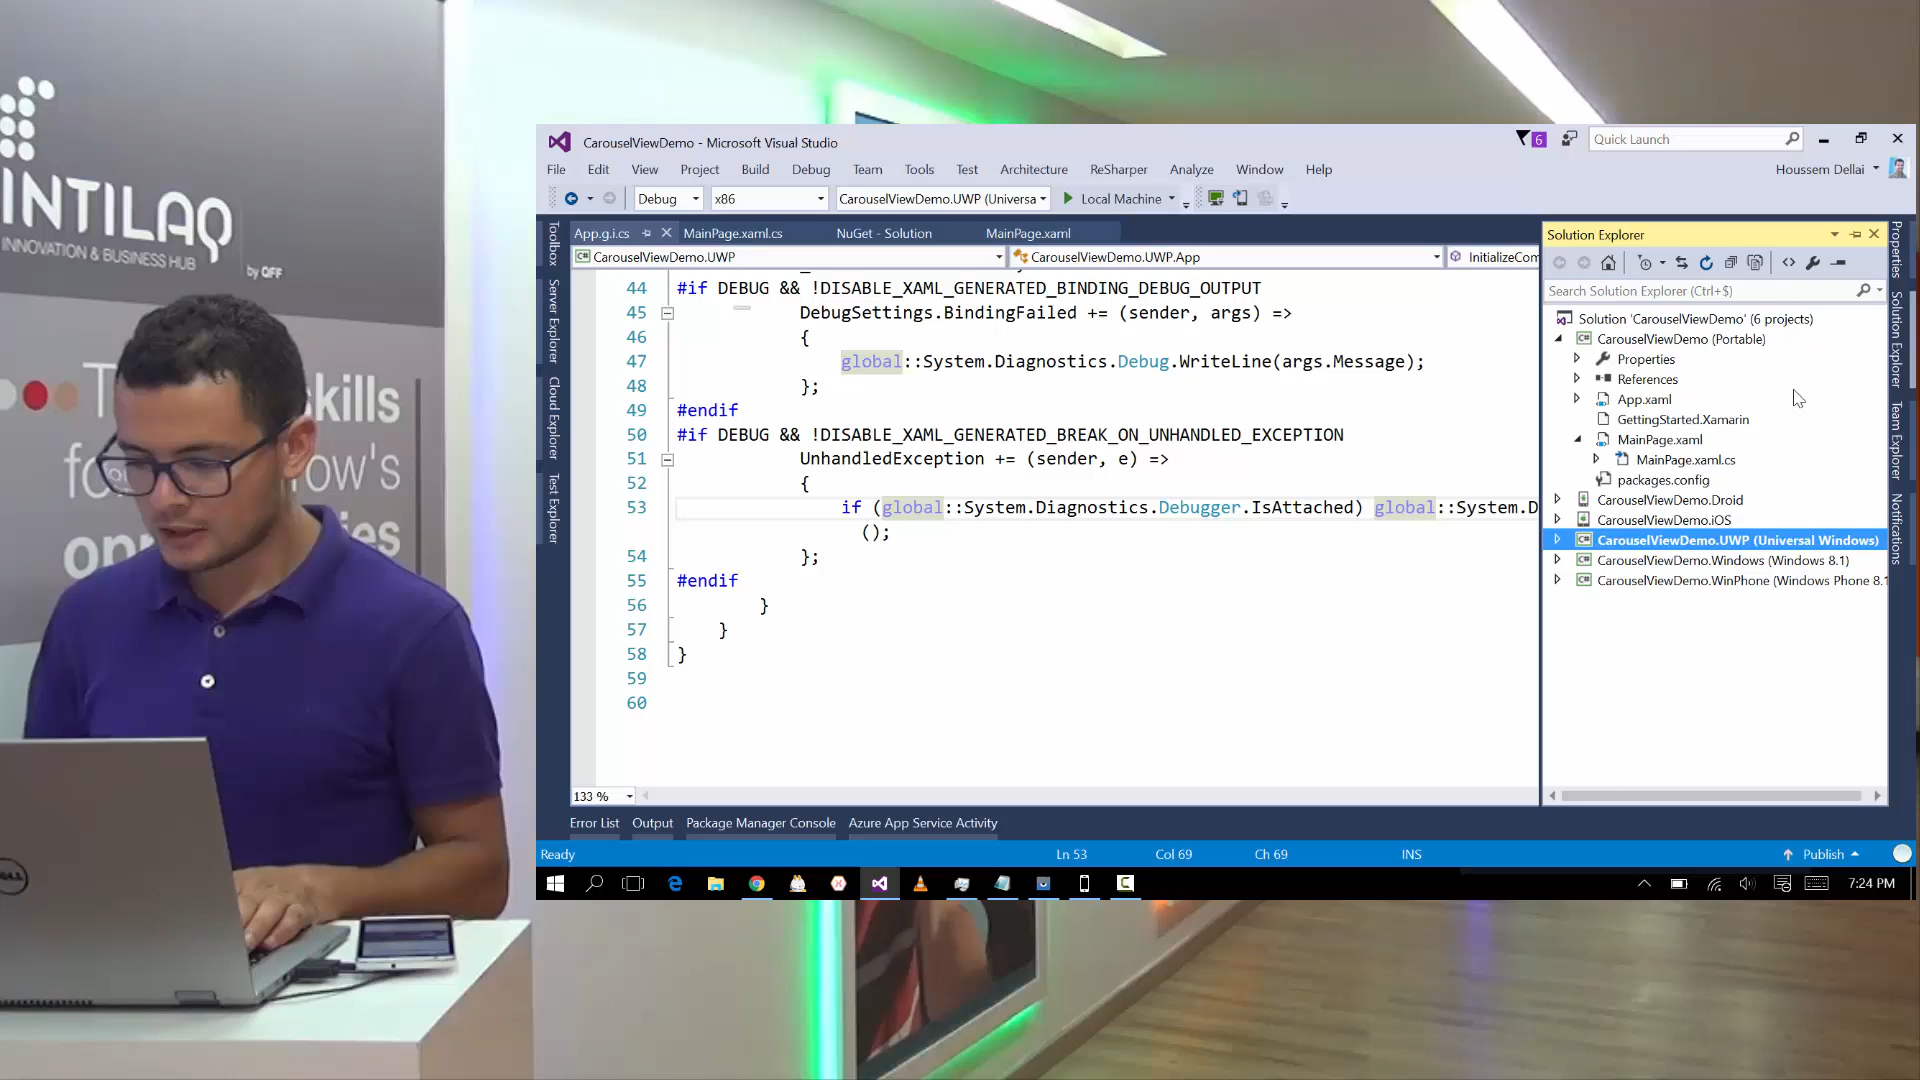 INTILAQ
INNOVATION & BUSINESS HUB
by QFF
skills
ow's
CarouselViewDemo - Microsoft Visual Studio
6
Quick Launch
File Edit View Project Build Debug Team Tools Test Architecture ReSharper Analyze Window Help
Houssem Dellai
Debug x86 CarouselViewDemo.UWP (Universa Local Machine
App.g.i.cs MainPage.xaml.cs NuGet - Solution MainPage.xaml
CarouselViewDemo.UWP CarouselViewDemo.UWP.App InitializeCom
Toolbox
Server Explorer
Cloud Explorer
Test Explorer
44 #if DEBUG && !DISABLE_XAML_GENERATED_BINDING_DEBUG_OUTPUT
45 DebugSettings.BindingFailed += (sender, args) =>
46 {
47 global::System.Diagnostics.Debug.WriteLine(args.Message);
48 };
49 #endif
50 #if DEBUG && !DISABLE_XAML_GENERATED_BREAK_ON_UNHANDLED_EXCEPTION
51 UnhandledException += (sender, e) =>
52 {
53 if (global::System.Diagnostics.Debugger.IsAttached) global::System.D
();
54 };
55 #endif
56 }
57 }
58 }
59
60
133 %
Solution Explorer
Search Solution Explorer (Ctrl+$)
Solution 'CarouselViewDemo' (6 projects)
CarouselViewDemo (Portable)
Properties
References
App.xaml
GettingStarted.Xamarin
MainPage.xaml
MainPage.xaml.cs
packages.config
CarouselViewDemo.Droid
CarouselViewDemo.iOS
CarouselViewDemo.UWP (Universal Windows)
CarouselViewDemo.Windows (Windows 8.1)
CarouselViewDemo.WinPhone (Windows Phone 8.1
Properties
Solution Explorer
Team Explorer
Notifications
Error List Output Package Manager Console Azure App Service Activity
Ready Ln 53 Col 69 Ch 69 INS Publish
7:24 PM
DELL